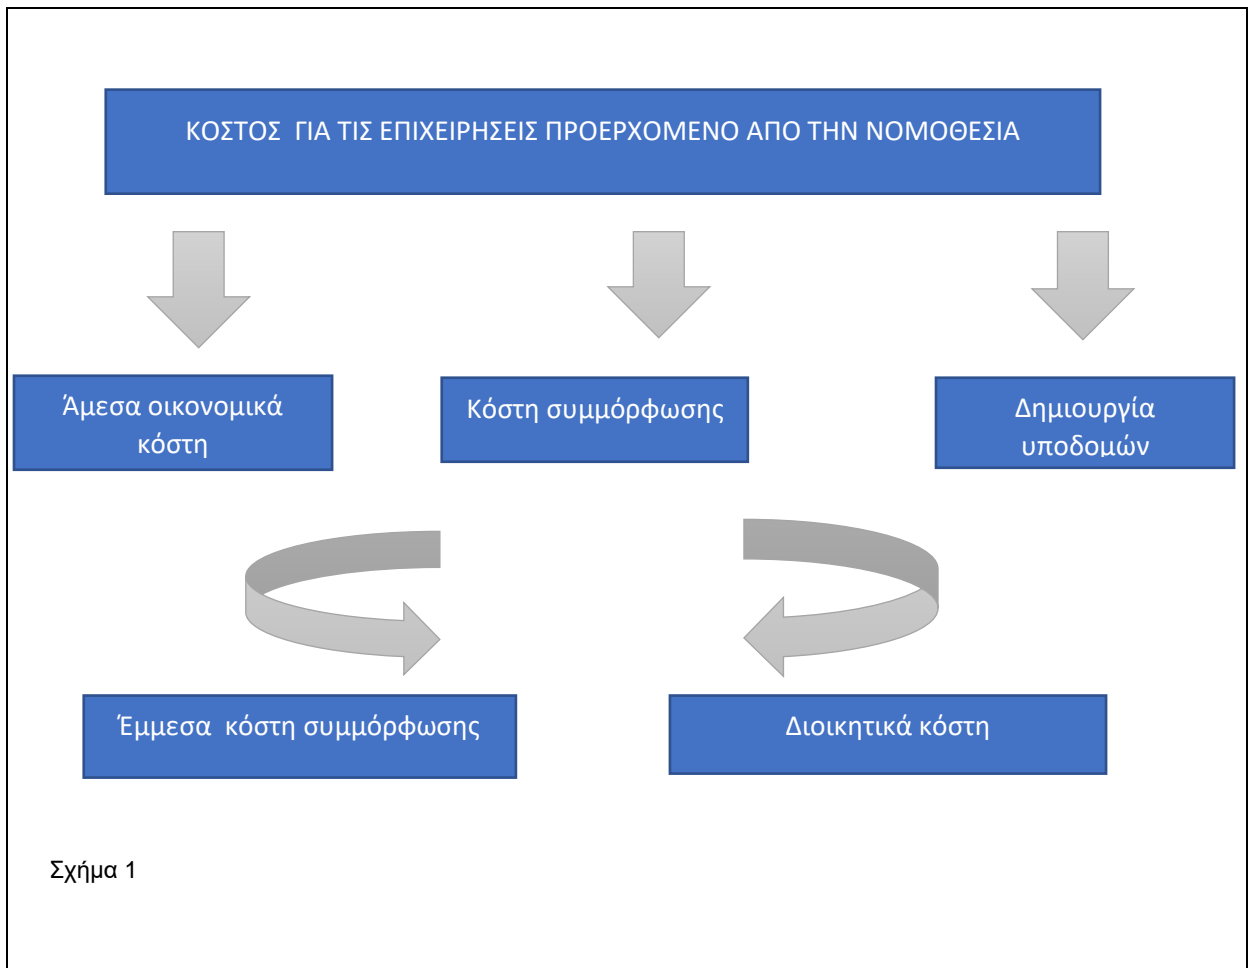 ΚΟΣΤΟΣ  ΓΙΑ ΤΙΣ ΕΠΙΧΕΙΡΗΣΕΙΣ ΠΡΟΕΡΧΟΜΕΝΟ ΑΠΟ ΤΗΝ ΝΟΜΟΘΕΣΙΑ
Άμεσα οικονομικά
κόστη
Κόστη συμμόρφωσης
Δημιουργία
υποδομών
Έμμεσα  κόστη συμμόρφωσης
Διοικητικά κόστη
Σχήμα 1